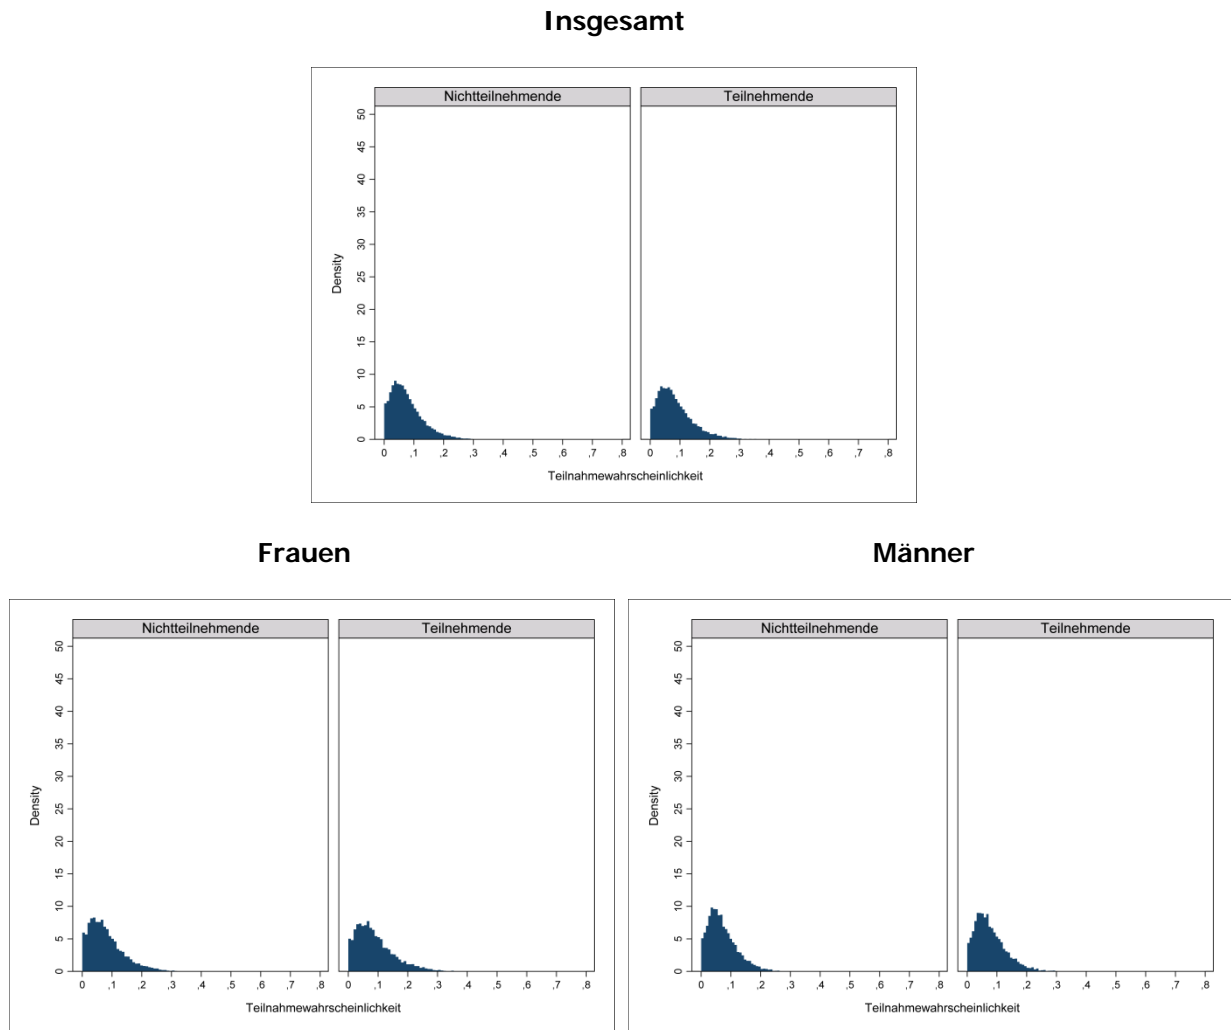 Insgesamt
Nichtteilnehmende Teilnehmende
50
45
40
35
30
25
20
15
10
5
0
Density
0 ,1 ,2 ,3 ,4 ,5 ,6 ,7 ,8 0 ,1 ,2 ,3 ,4 ,5 ,6 ,7 ,8
Teilnahmewahrscheinlichkeit
Frauen
Nichtteilnehmende Teilnehmende
50
45
40
35
30
25
20
15
10
5
0
Density
0 ,1 ,2 ,3 ,4 ,5 ,6 ,7 ,8 0 ,1 ,2 ,3 ,4 ,5 ,6 ,7 ,8
Teilnahmewahrscheinlichkeit
Männer
Nichtteilnehmende Teilnehmende
50
45
40
35
30
25
20
15
10
5
0
Density
0 ,1 ,2 ,3 ,4 ,5 ,6 ,7 ,8 0 ,1 ,2 ,3 ,4 ,5 ,6 ,7 ,8
Teilnahmewahrscheinlichkeit